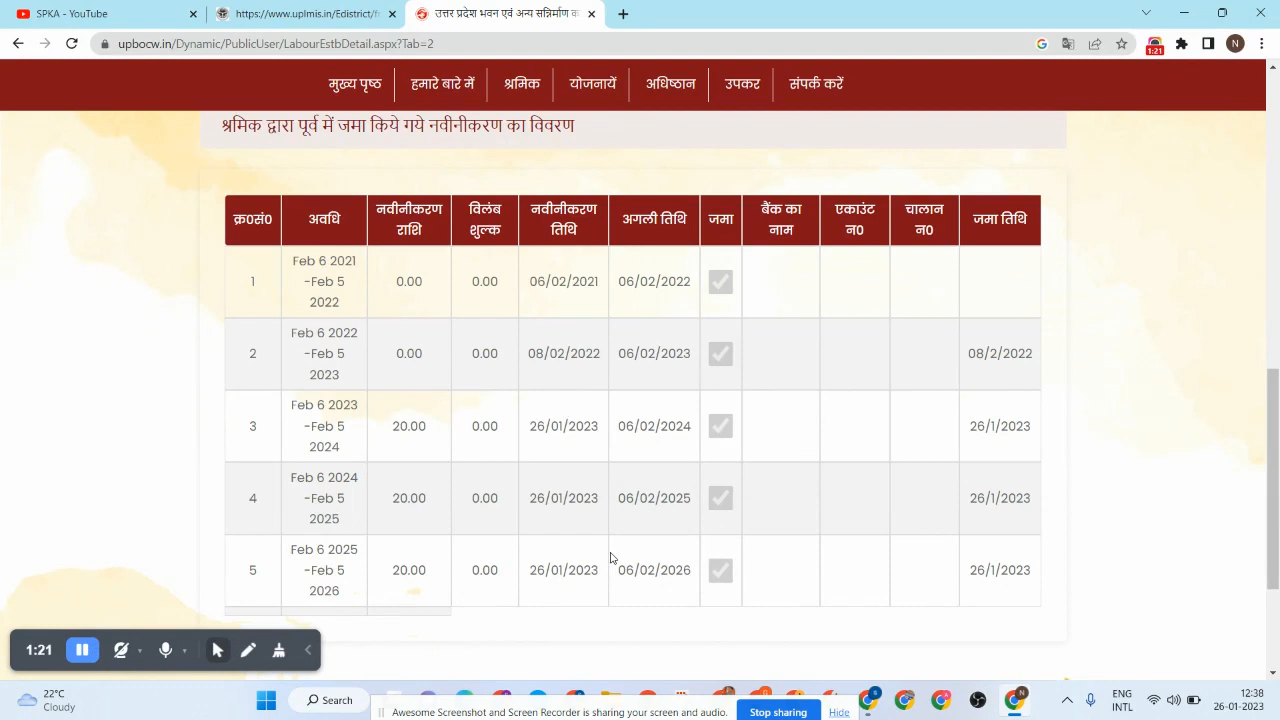 SPKA - YouTube
https://www.uplmis.in/Edistrict/fr
उत्तर प्रदेश भवन एवं अन्य सन्निर्माण क
upbocw.in/Dynamic/PublicUser/LabourEstbDetail.aspx?Tab=2
1:21
N
मुख्य पृष्ठ
हमारे बारे में
श्रमिक
योजनायें
अधिष्ठान
उपकर
संपर्क करें
श्रमिक द्वारा पूर्व में जमा किये गये नवीनीकरण का विवरण
क्र०सं० अवधि नवीनीकरण राशि विलंब शुल्क नवीनीकरण तिथि अगली तिथि जमा बैंक का नाम एकाउंट न० चालान न० जमा तिथि
1 Feb 6 2021 -Feb 5 2022 0.00 0.00 06/02/2021 06/02/2022
2 Feb 6 2022 -Feb 5 2023 0.00 0.00 08/02/2022 06/02/2023 08/2/2022
3 Feb 6 2023 -Feb 5 2024 20.00 0.00 26/01/2023 06/02/2024 26/1/2023
4 Feb 6 2024 -Feb 5 2025 20.00 0.00 26/01/2023 06/02/2025 26/1/2023
5 Feb 6 2025 -Feb 5 2026 20.00 0.00 26/01/2023 06/02/2026 26/1/2023
1:21
22°C
Cloudy
Search
Awesome Screenshot and Screen Recorder is sharing your screen and audio.
Stop sharing
Hide
ENG
INTL
12:38
26-01-2023